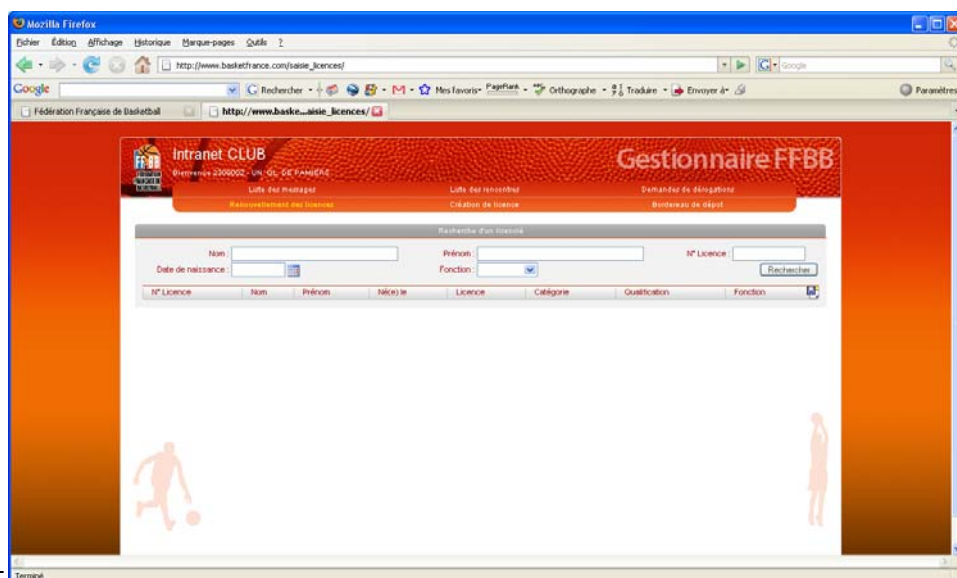 Mozilla Firefox
Fichier Édition Affichage Historique Marque-pages Outils ?
http://www.basketfrance.com/saisie_licences/ Google
Google Rechercher Mes favoris PageRank Orthographe Traduire Envoyer à Paramètres
Fédération Française de Basketball http://www.baske...aisie_licences/
Intranet CLUB Gestionnaire FFBB
Bienvenue 2309002 - UN. OL. DE PAMIERS
Liste des messages Liste des rencontres Demandes de dérogations
Renouvellement des licences Création de licence Bordereau de dépot
Recherche d'un licencié
Nom : Prénom : N° Licence :
Date de naissance : Fonction : Rechercher
N° Licence Nom Prénom Né(e) le Licence Catégorie Qualification Fonction
Terminé